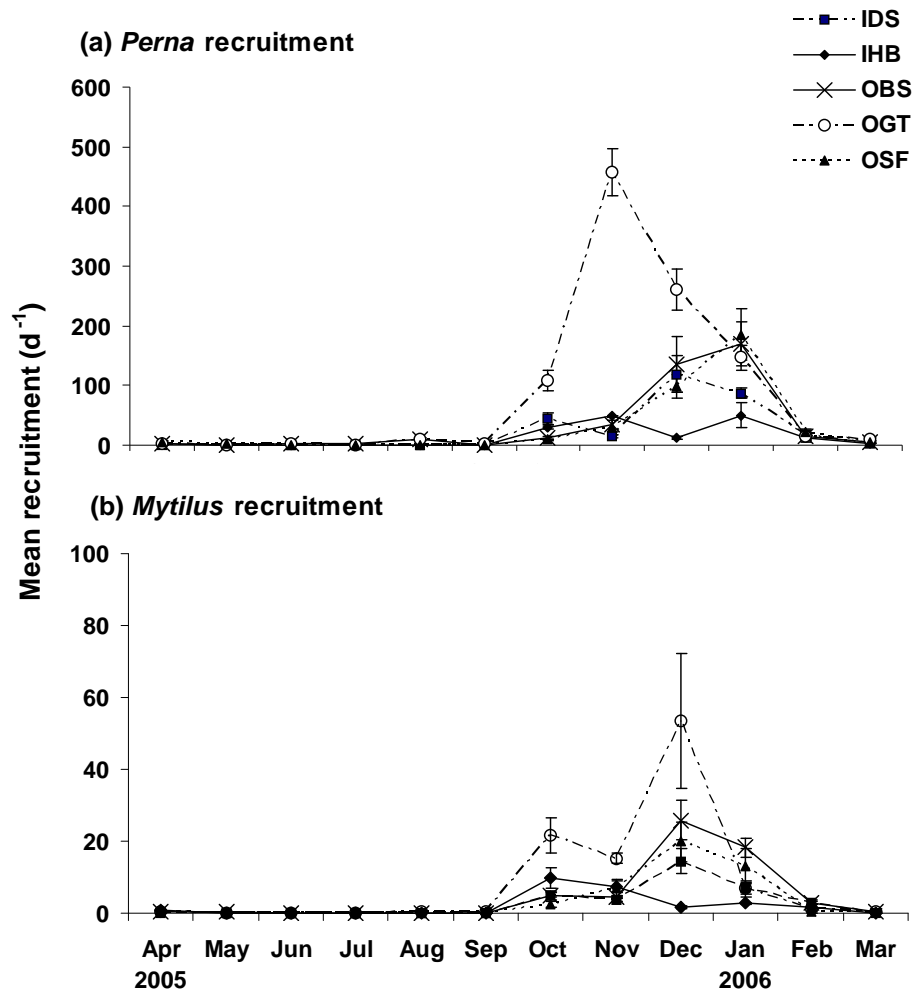 IDS
IHB
OBS
OGT
OSF
(a) Perna recruitment
600
500
400
300
200
100
0
Mean recruitment (d -1)
(b) Mytilus recruitment
100
80
60
40
20
0
Apr May Jun Jul Aug Sep Oct Nov Dec Jan Feb Mar
2005 2006